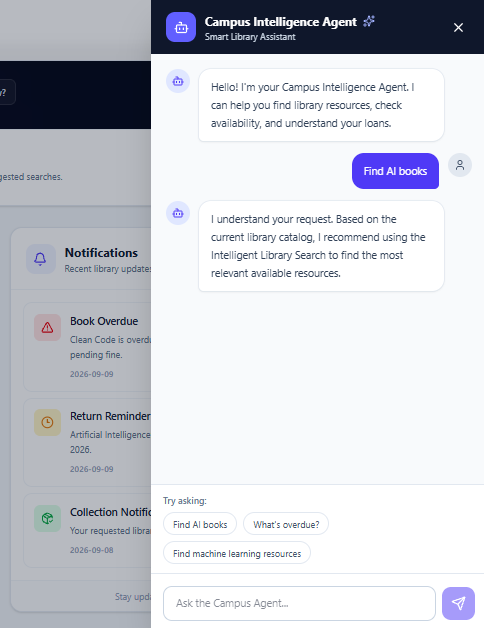 Campus Intelligence Agent
Smart Library Assistant
y?
gested searches.
Notifications
Recent library update
Book Overdue
Clean Code is overd
pending fine.
2026-09-09
Return Reminder
Artificial Intelligence
2026.
2026-09-09
Collection Notific
Your requested libra
2026-09-08
Stay upda
Hello! I'm your Campus Intelligence Agent. I
can help you find library resources, check
availability, and understand your loans.
Find AI books
I understand your request. Based on the
current library catalog, I recommend using the
Intelligent Library Search to find the most
relevant available resources.
Try asking:
Find AI books
What's overdue?
Find machine learning resources
Ask the Campus Agent...